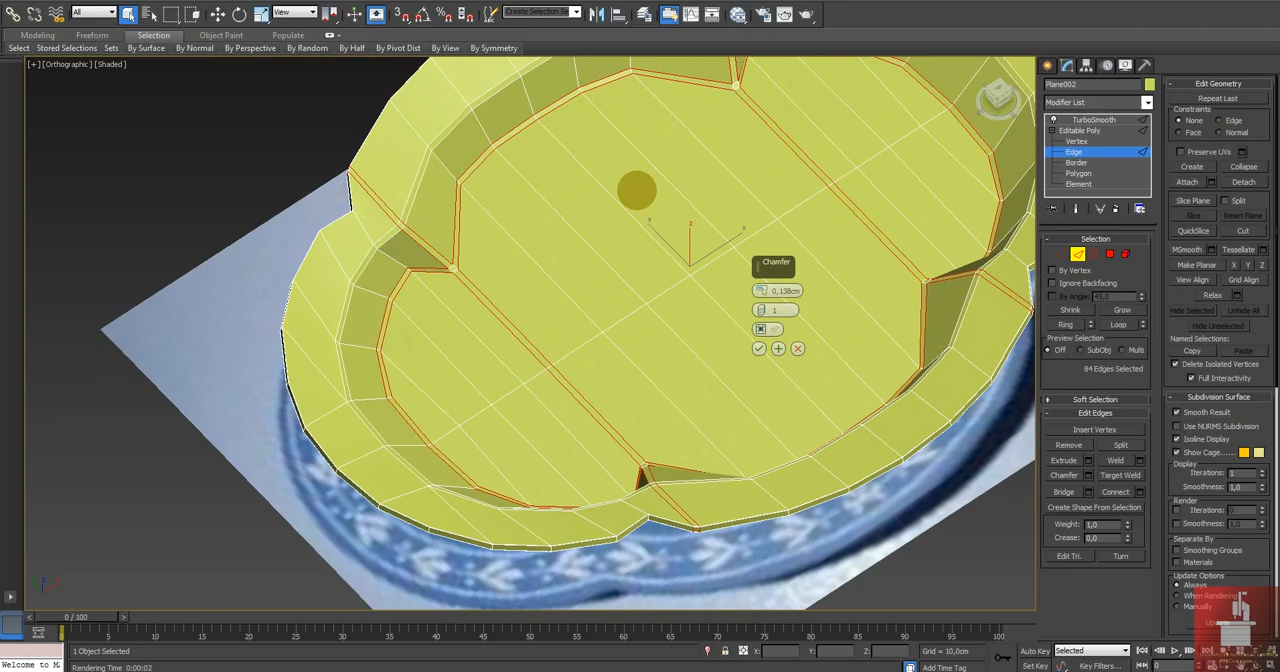 All
View
Create Selection Se
Modeling Freeform Selection Object Paint Populate
Select Stored Selections Sets By Surface By Normal By Perspective By Random By Half By Pivot Dist By View By Symmetry
[+] [Orthographic] [Shaded]
Plane002
Modifier List
TurboSmooth
Editable Poly
Vertex
Edge
Border
Polygon
Element
Selection
By Vertex
Ignore Backfacing
By Angle: 45,0
Shrink Grow
Ring Loop
Preview Selection
Off SubObj Multi
84 Edges Selected
Soft Selection
Edit Edges
Insert Vertex
Remove Split
Extrude Weld
Chamfer Target Weld
Bridge Connect
Create Shape From Selection
Weight: 1,0
Crease: 0,0
Edit Tri. Turn
Edit Geometry
Repeat Last
Constraints
None Edge
Face Normal
Preserve UVs
Create Collapse
Attach Detach
Slice Plane Split
Slice Reset Plane
QuickSlice Cut
MSmooth Tessellate
Make Planar X Y Z
View Align Grid Align
Relax
Hide Selected Unhide All
Hide Unselected
Named Selections:
Copy Paste
Delete Isolated Vertices
Full Interactivity
Subdivision Surface
Smooth Result
Use NURMS Subdivision
Isoline Display
Show Cage......
Display
Iterations: 1
Smoothness: 1,0
Render
Iterations: 0
Smoothness: 1,0
Separate By
Smoothing Groups
Materials
Update Options
Always
When Rendering
Manually
Update
Chamfer
0,138cm
1
z
x
y
0 / 100
0 5 10 15 20 25 30 35 40 45 50 55 60 65 70 75 80 85 90 95 100
1 Object Selected
X: Y: Z: Grid = 10,0cm
Auto Key Selected
Welcome to M
Rendering Time 0:00:02
Add Time Tag
Set Key Key Filters...